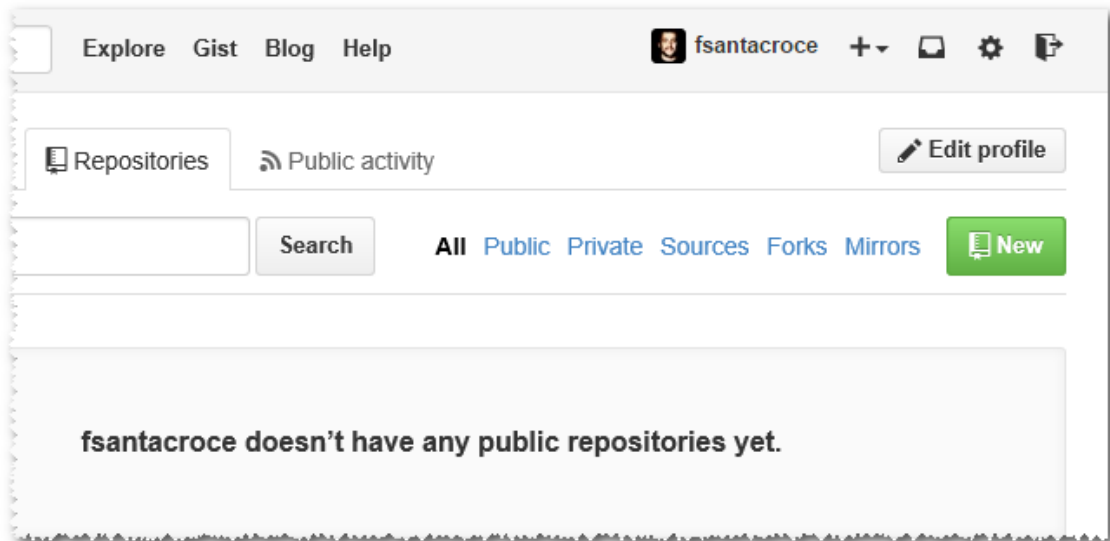 Explore Gist Blog Help fsantacroce
Repositories Public activity Edit profile
Search All Public Private Sources Forks Mirrors New
fsantacroce doesn't have any public repositories yet.